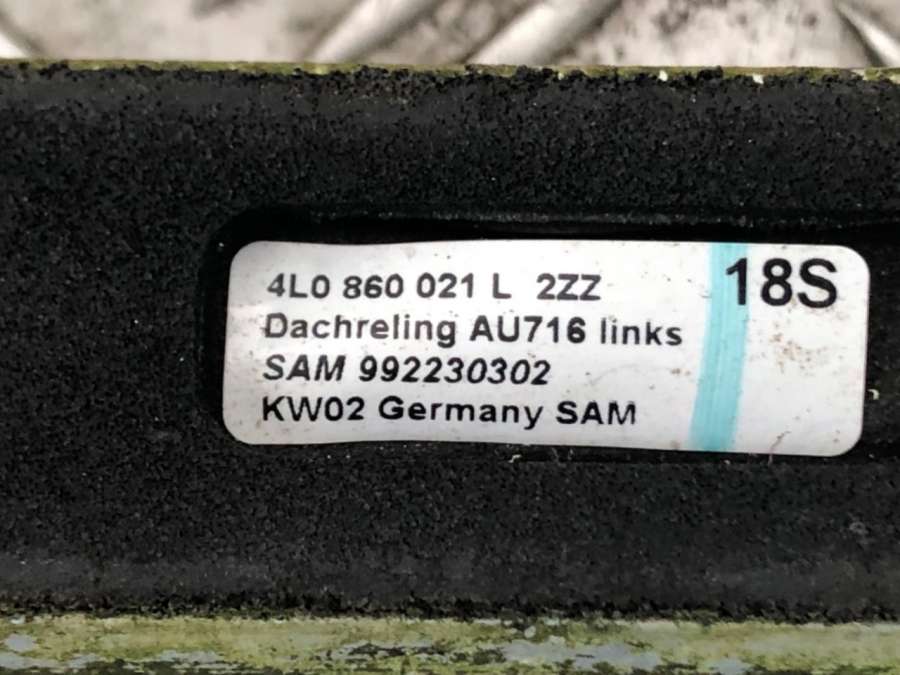 4L0 860 021 L 2ZZ
18S
Dachreling AU716 links
SAM 992230302
KW02 Germany SAM